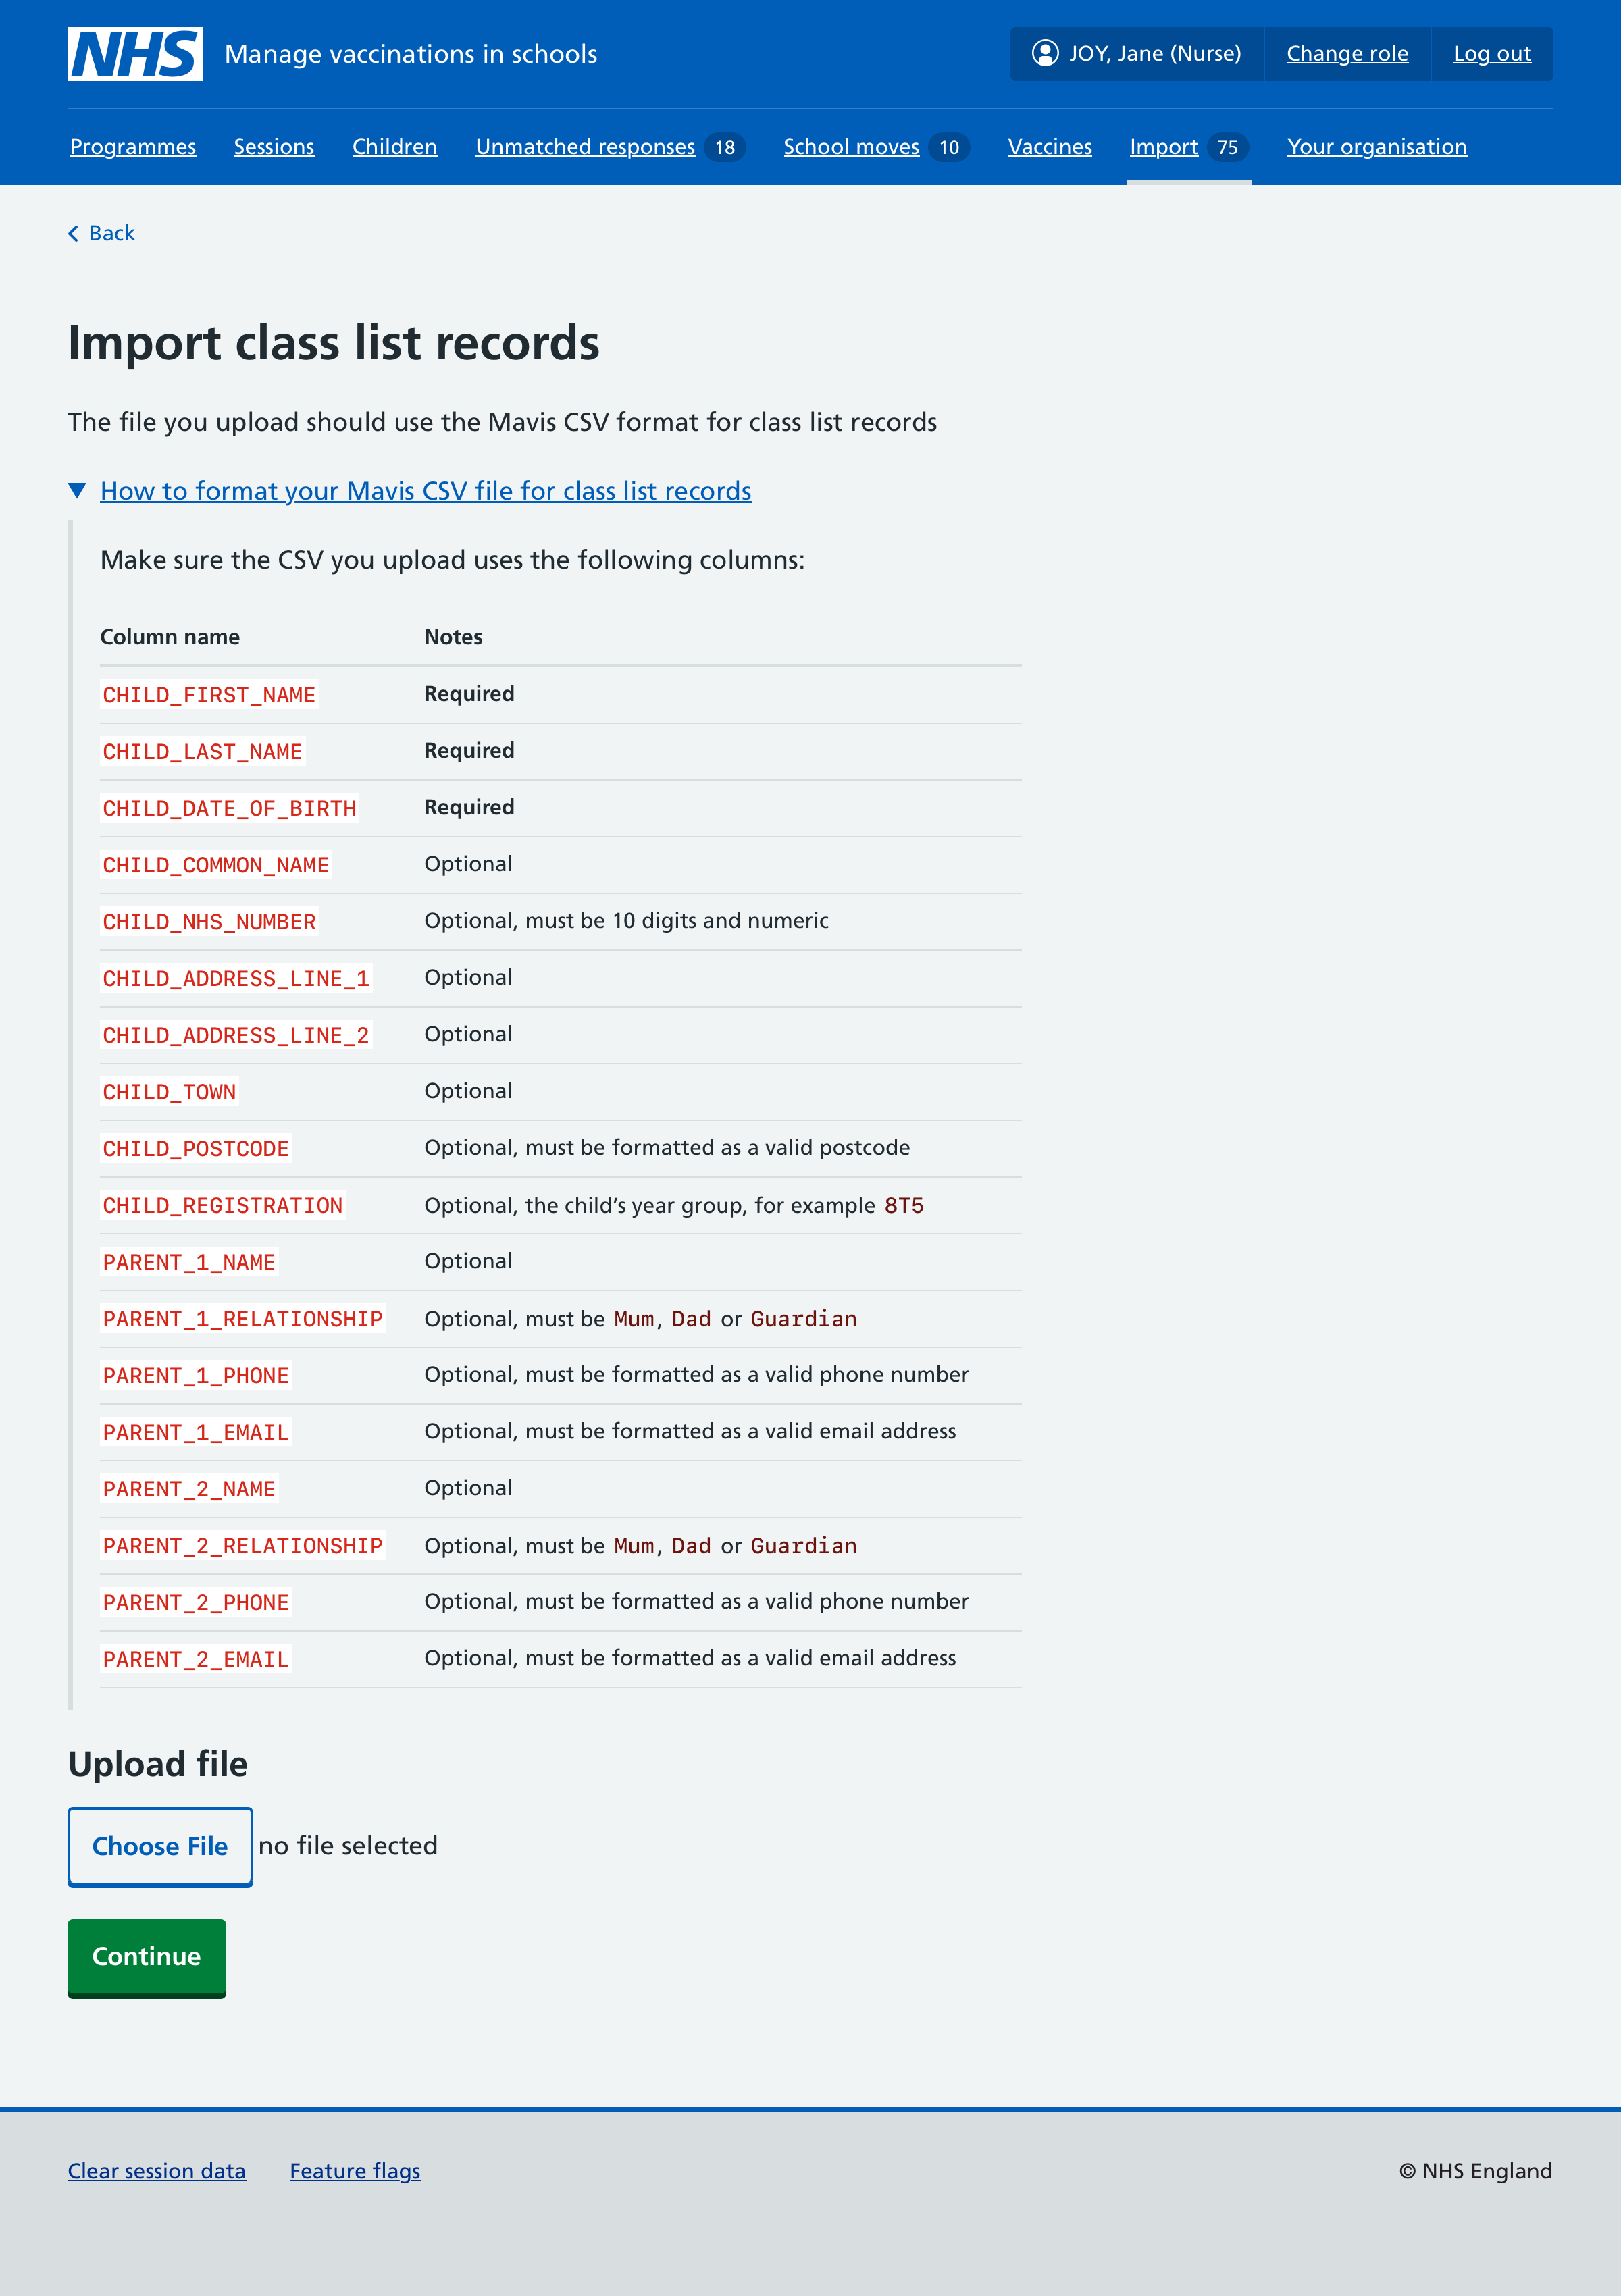 NHS Manage vaccinations in schools JOY, Jane (Nurse) Change role Log out
Programmes Sessions Children Unmatched responses 18 School moves 10 Vaccines Import 75 Your organisation
Back
Import class list records
The file you upload should use the Mavis CSV format for class list records
How to format your Mavis CSV file for class list records
Make sure the CSV you upload uses the following columns:
Column name Notes
CHILD_FIRST_NAME Required
CHILD_LAST_NAME Required
CHILD_DATE_OF_BIRTH Required
CHILD_COMMON_NAME Optional
CHILD_NHS_NUMBER Optional, must be 10 digits and numeric
CHILD_ADDRESS_LINE_1 Optional
CHILD_ADDRESS_LINE_2 Optional
CHILD_TOWN Optional
CHILD_POSTCODE Optional, must be formatted as a valid postcode
CHILD_REGISTRATION Optional, the child’s year group, for example 8T5
PARENT_1_NAME Optional
PARENT_1_RELATIONSHIP Optional, must be Mum, Dad or Guardian
PARENT_1_PHONE Optional, must be formatted as a valid phone number
PARENT_1_EMAIL Optional, must be formatted as a valid email address
PARENT_2_NAME Optional
PARENT_2_RELATIONSHIP Optional, must be Mum, Dad or Guardian
PARENT_2_PHONE Optional, must be formatted as a valid phone number
PARENT_2_EMAIL Optional, must be formatted as a valid email address
Upload file
Choose File no file selected
Continue
Clear session data Feature flags © NHS England